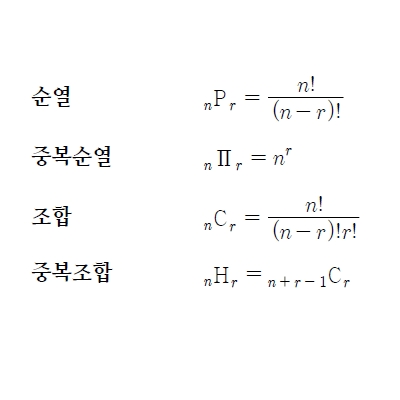 순열 ₙPᵣ = n! / (n − r)!
중복순열 ₙΠᵣ = nʳ
조합 ₙCᵣ = n! / (n − r)!r!
중복조합 ₙHᵣ = ₙ₊ᵣ₋₁Cᵣ